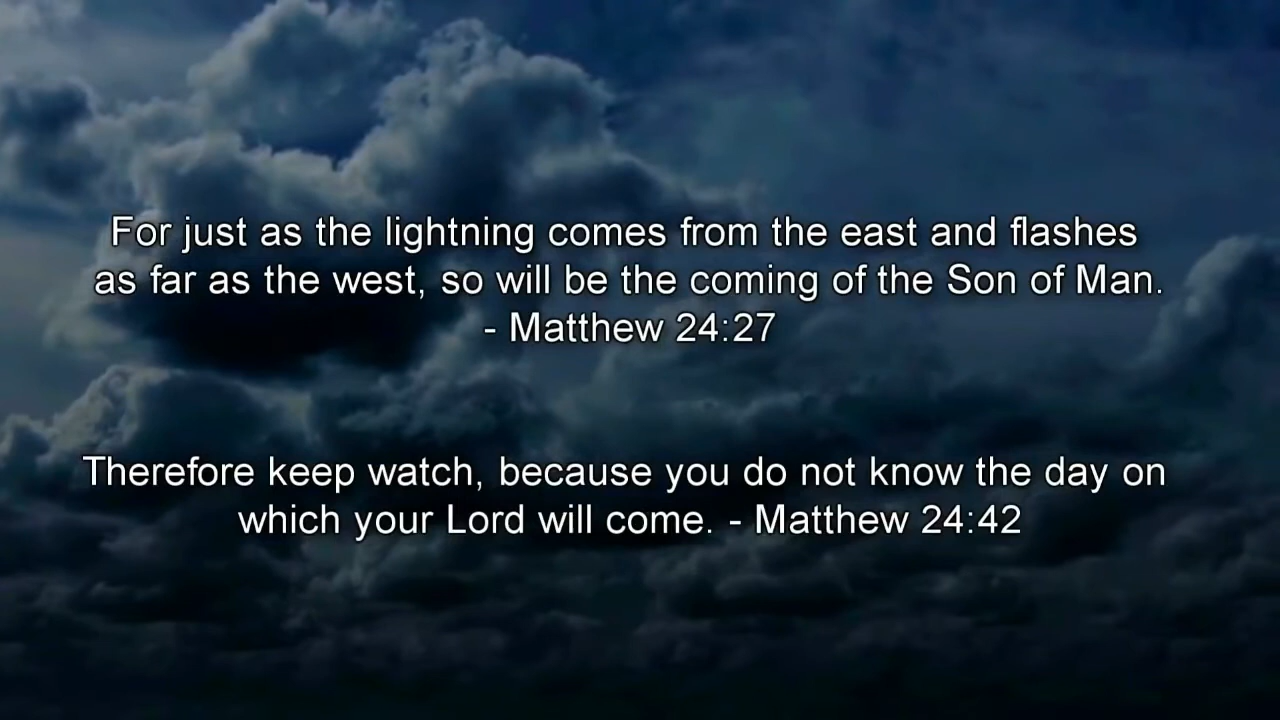 For just as the lightning comes from the east and flashes
as far as the west, so will be the coming of the Son of Man.
- Matthew 24:27
Therefore keep watch, because you do not know the day on
which your Lord will come. - Matthew 24:42